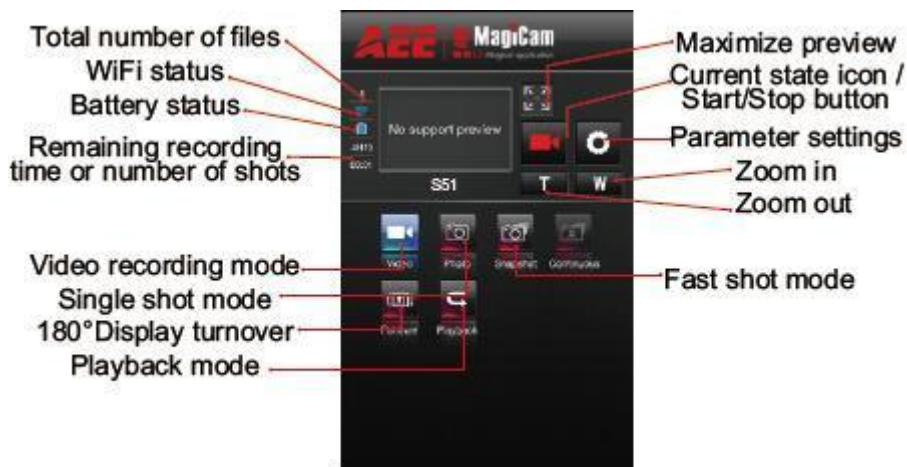 Total number of files
WiFi status
Battery status
Remaining recording
time or number of shots
Video recording mode
Single shot mode
180°Display turnover
Playback mode
AEE MagiCam
No support preview
S51
T W
Video Photo Snapshot Continuous
Playback
Maximize preview
Current state icon /
Start/Stop button
Parameter settings
Zoom in
Zoom out
Fast shot mode